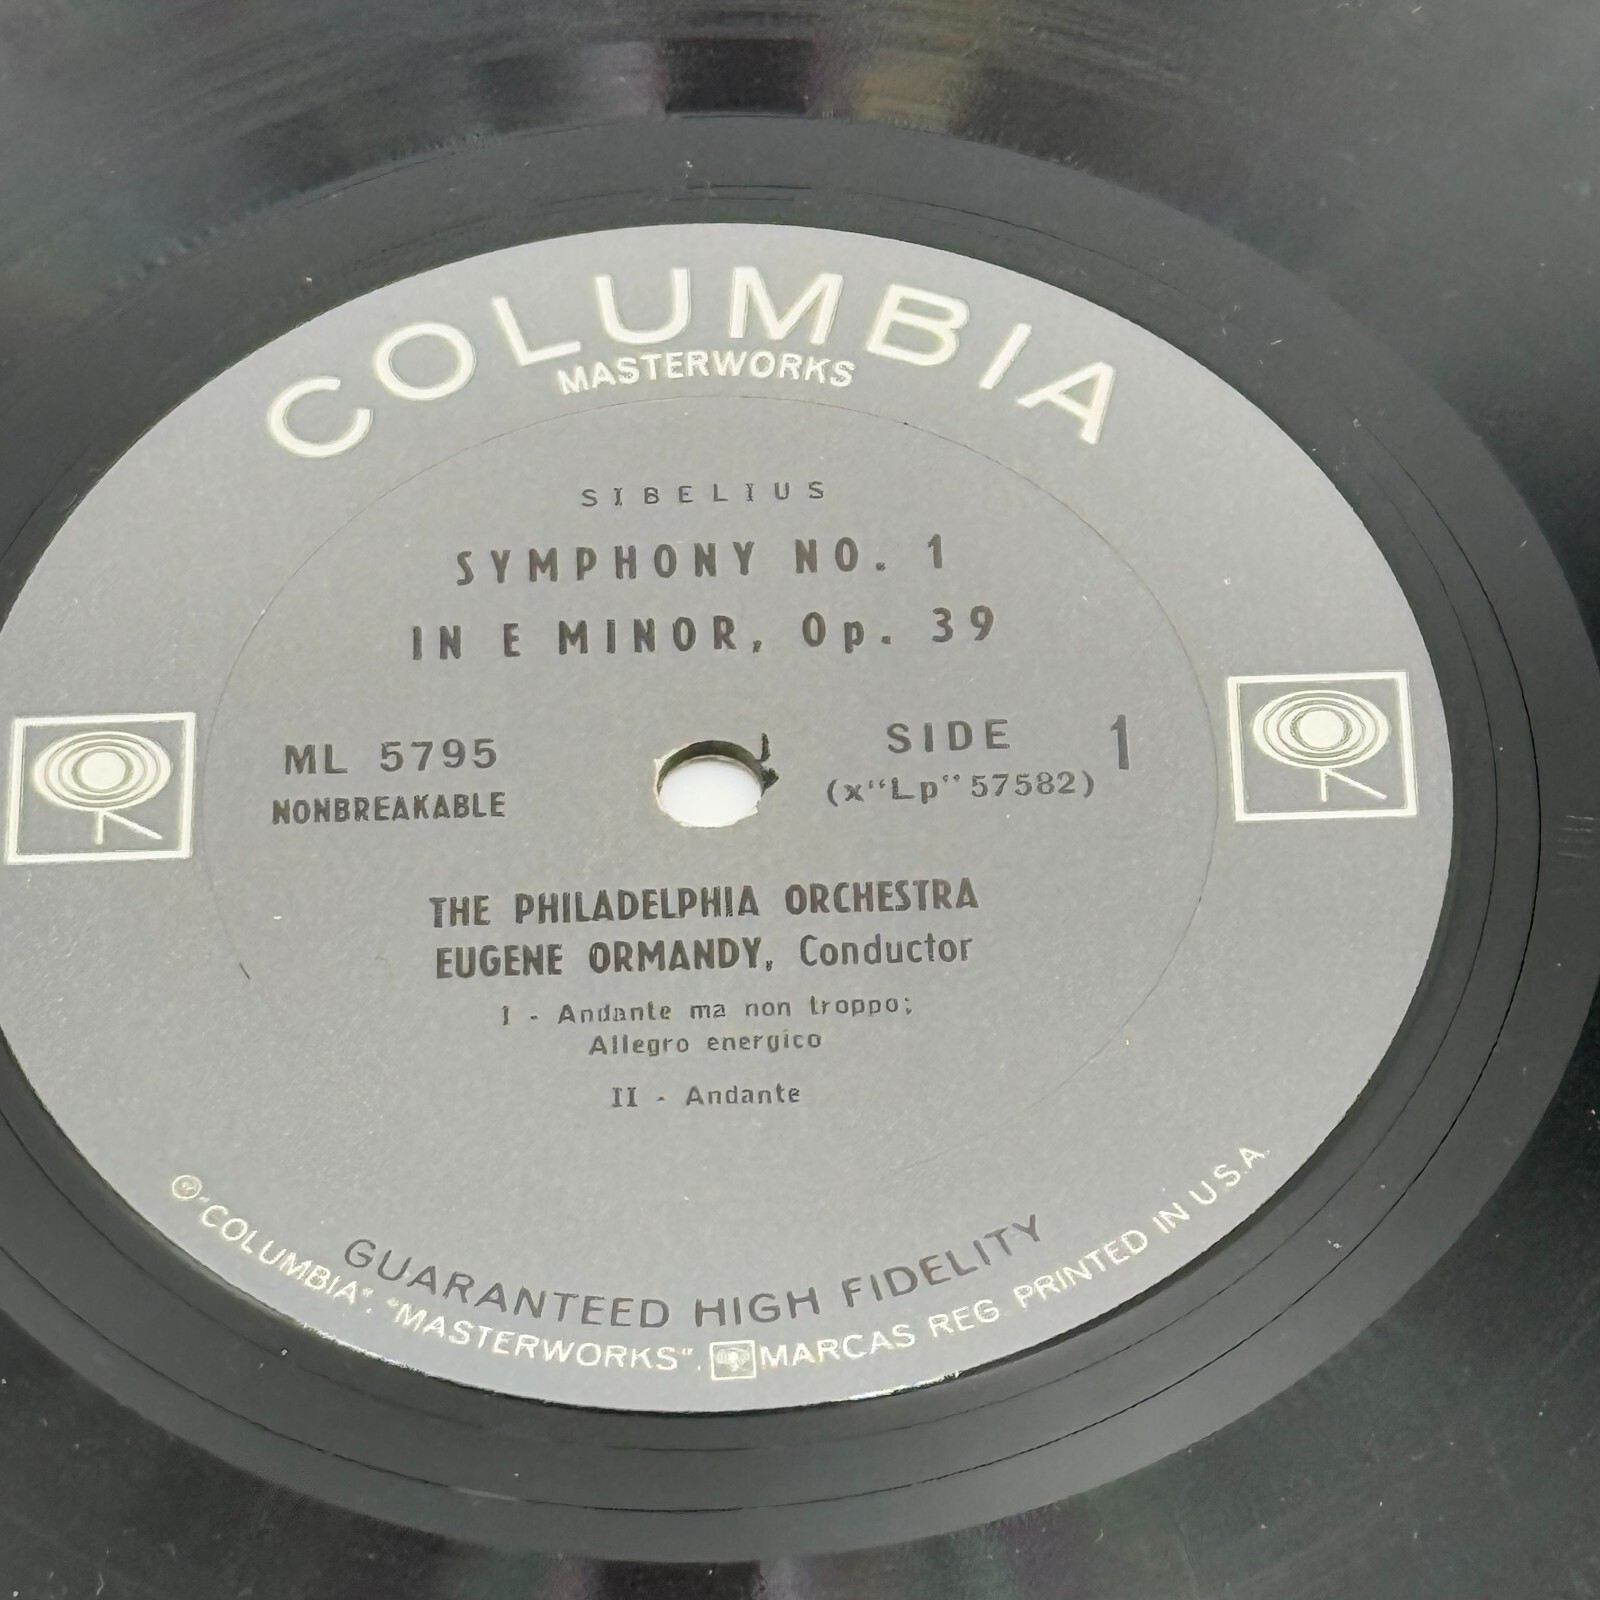 COLUMBIA
MASTERWORKS
SIBELIUS
SYMPHONY NO. 1
IN E MINOR, Op. 39
ML 5795
NONBREAKABLE
SIDE 1
(x"Lp" 57582)
THE PHILADELPHIA ORCHESTRA
EUGENE ORMANDY, Conductor
I - Andante ma non troppo;
Allegro energico
II - Andante
GUARANTEED HIGH FIDELITY
"COLUMBIA", "MASTERWORKS", MARCAS REG. PRINTED IN U.S.A.